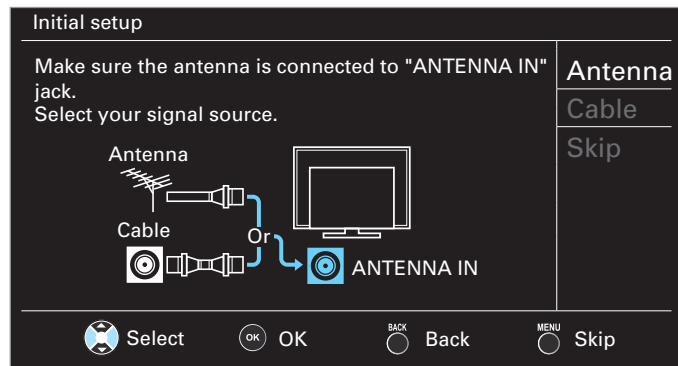 Initial setup
Make sure the antenna is connected to "ANTENNA IN"
jack.
Select your signal source.
Antenna
Cable
Skip
Antenna
Cable
Or
ANTENNA IN
Select
OK
OK
BACK
Back
MENU
Skip